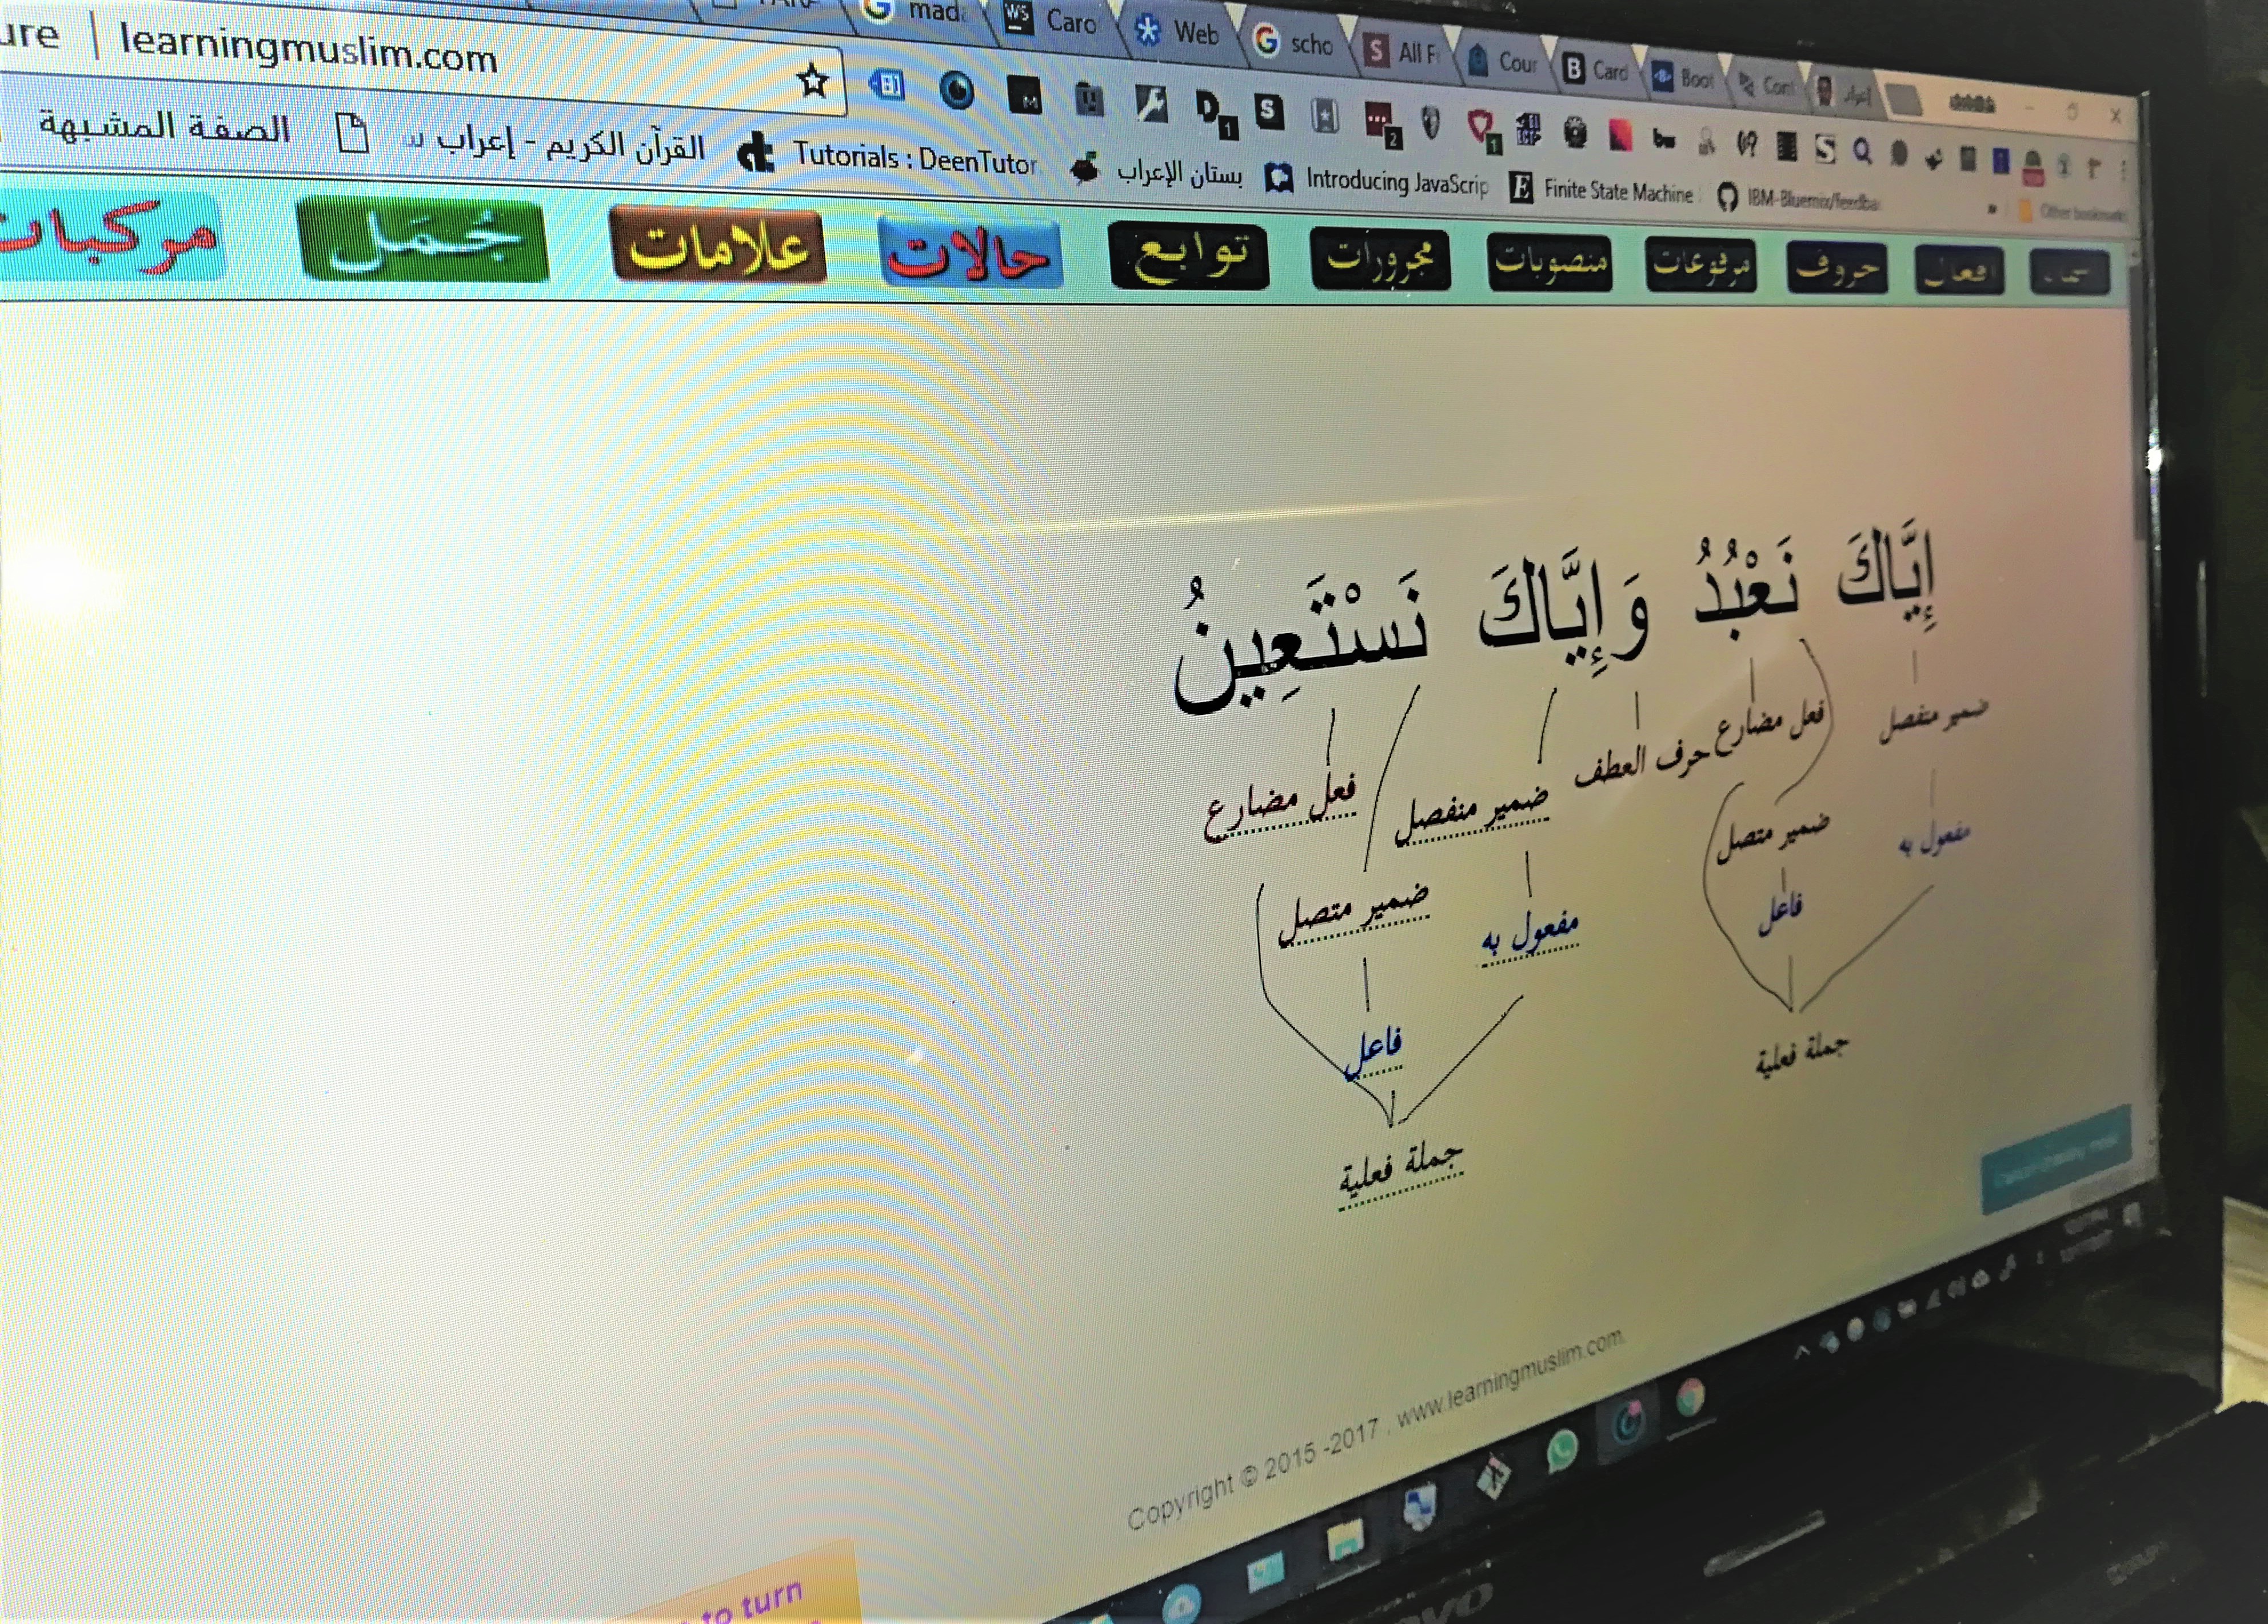 mad Caro Web scho All F Cour Card Boot Cont
ure | learningmuslim.com
الصفة المشبهة القرآن الكريم - إعراب س Tutorials : DeenTutor بستان الإعراب Introducing JavaScrip Finite State Machine IBM-Bluemix/feedba Other bookmarks
افعال حروف مرفوعات منصوبات مجرورات توابع حالات علامات جُمَل مركبات
إِيَّاكَ نَعْبُدُ وَإِيَّاكَ نَسْتَعِينُ
ضمير منفصل فعل مضارع حرف العطف ضمير منفصل فعل مضارع
مفعول به ضمير متصل مفعول به ضمير متصل
فاعل فاعل
جملة فعلية جملة فعلية
Copyright © 2015 -2017 , www.learningmuslim.com
to turn